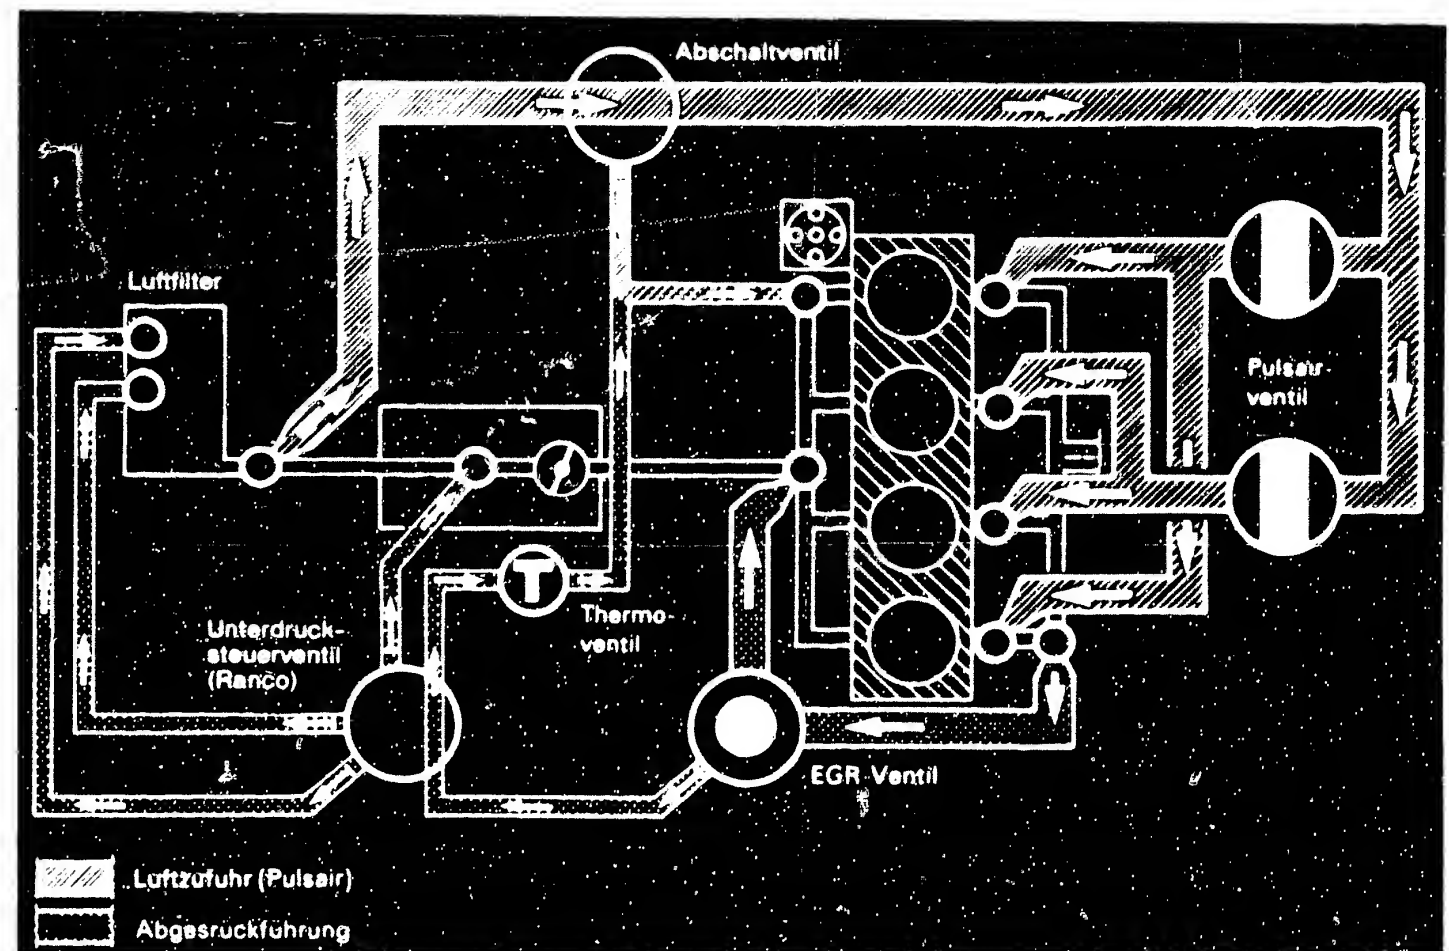 Abschaltventil
Luftfilter
Pulsair-
ventil
Thermo-
ventil
Unterdruck-
steuerventil
(Ranco)
EGR-Ventil
Luftzufuhr (Pulsair)
Abgasrückführung